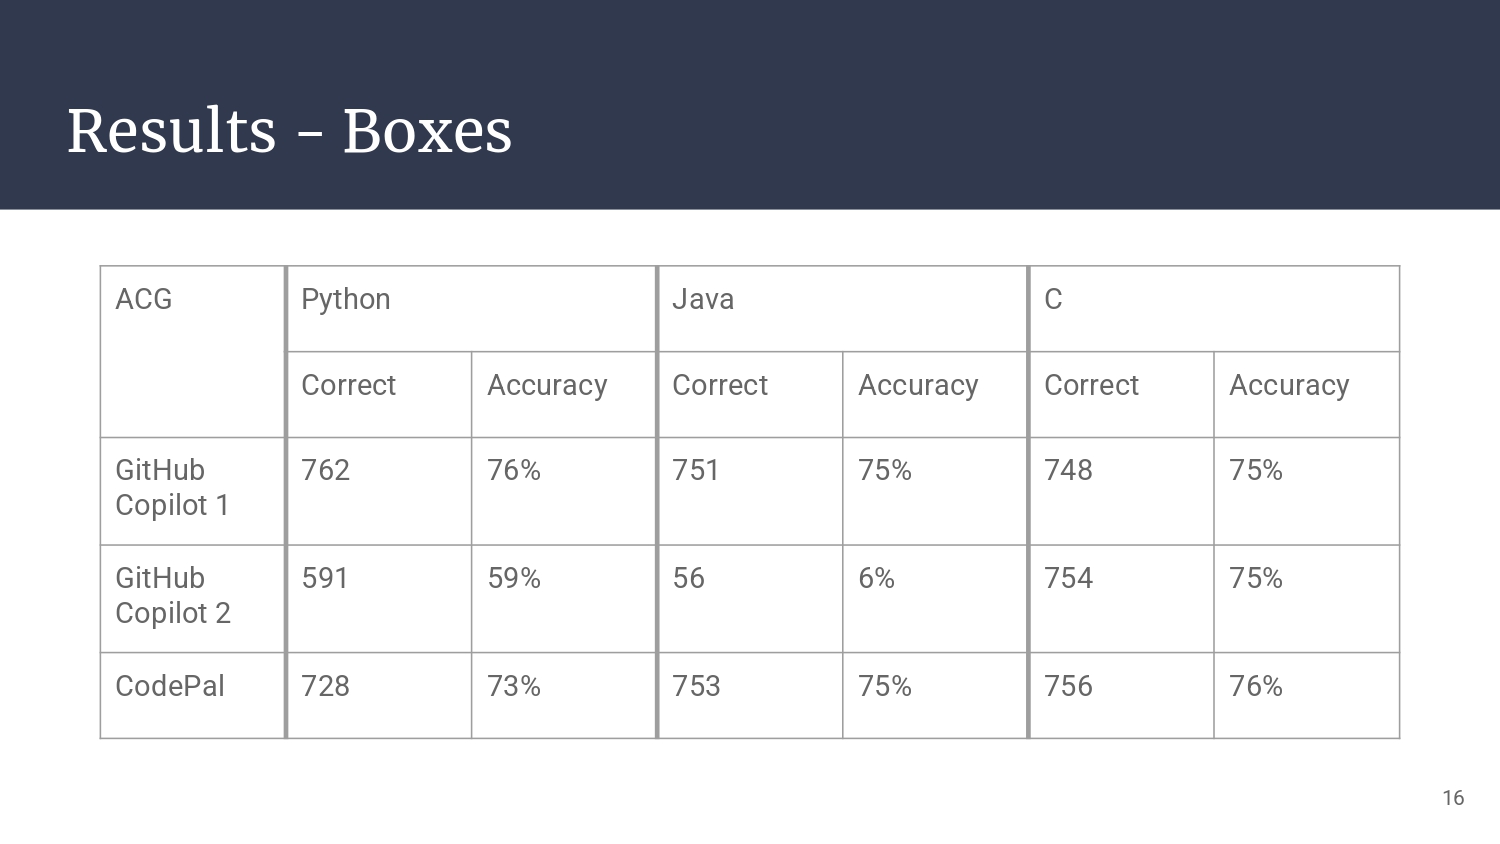 Results - Boxes
ACG
Python
Java
C
Correct
Accuracy
Correct
Accuracy
Correct
Accuracy
GitHub
Copilot 1
762
76%
751
75%
748
75%
GitHub
Copilot 2
591
59%
56
6%
754
75%
CodePal
728
73%
753
75%
756
76%
16